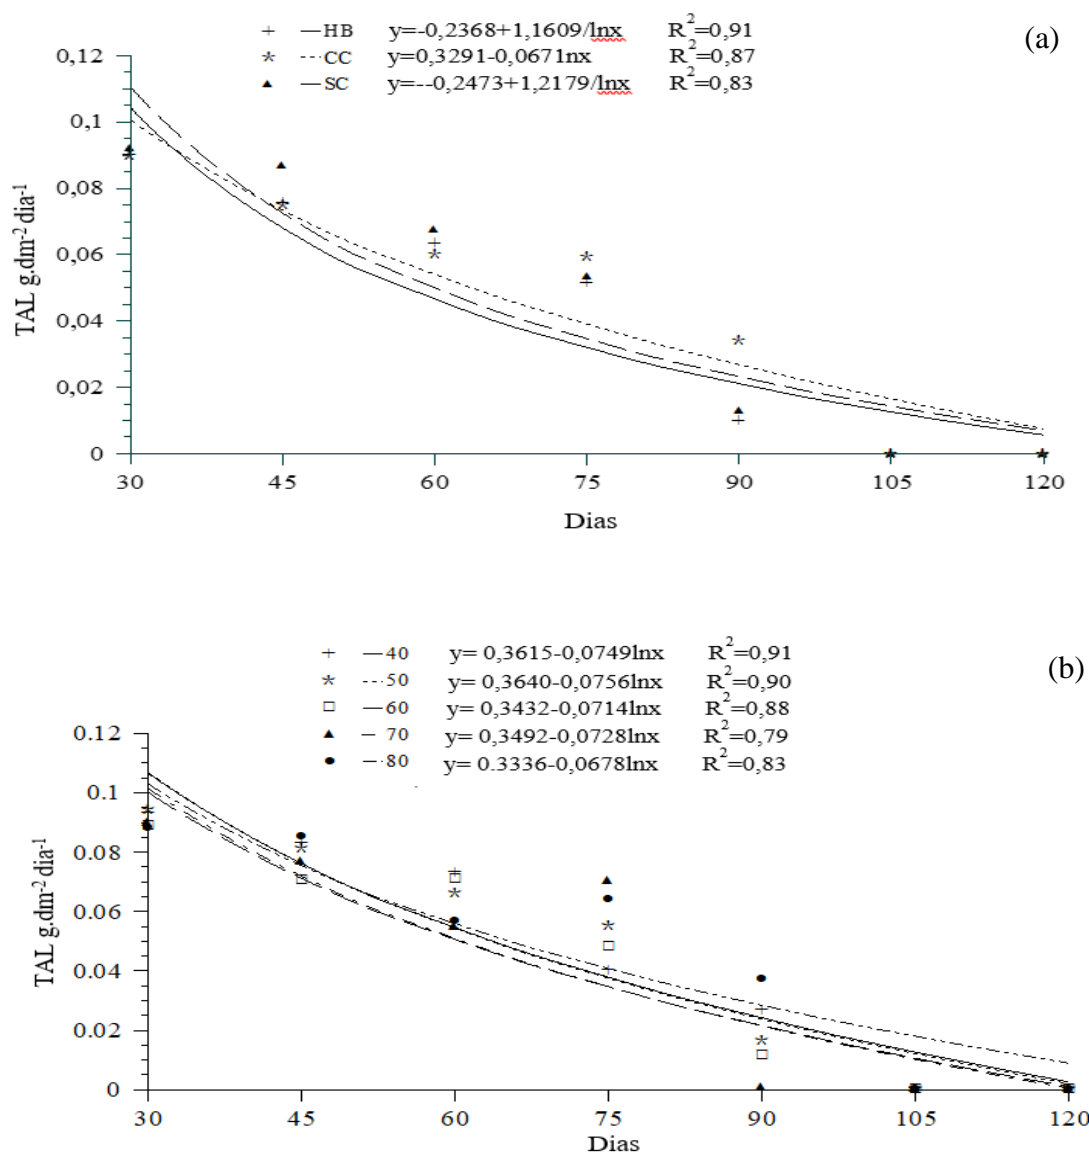 + — HB y=-0,2368+1,1609/lnx R²=0,91
(a)
* ---- CC y=0,3291-0,0671nx R²=0,87
▲ — SC y=--0,2473+1,2179/lnx R²=0,83
0,12
0,1
0,08
0,06
0,04
0,02
0
TAL g.dm⁻² dia⁻¹
30 45 60 75 90 105 120
Dias
+ — 40 y= 0,3615-0,0749lnx R²=0,91
(b)
* ---- 50 y= 0,3640-0,0756lnx R²=0,90
□ — 60 y= 0,3432-0,0714lnx R²=0,88
▲ — 70 y= 0,3492-0,0728lnx R²=0,79
● —- 80 y= 0.3336-0,0678lnx R²=0,83
0.12
0.1
0.08
0.06
0.04
0.02
0
TAL g.dm⁻² dia⁻¹
30 45 60 75 90 105 120
Dias